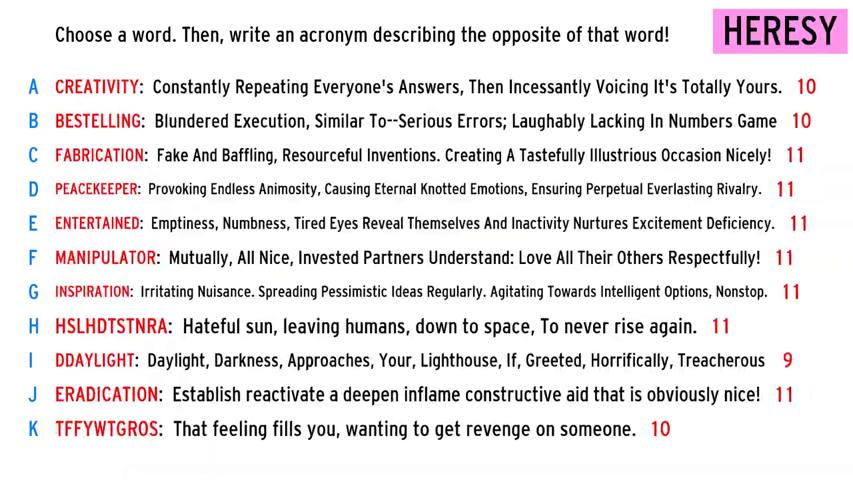 Choose a word. Then, write an acronym describing the opposite of that word! HERESY
A CREATIVITY: Constantly Repeating Everyone's Answers, Then Incessantly Voicing It's Totally Yours. 10
B BESTELLING: Blundered Execution, Similar To--Serious Errors; Laughably Lacking In Numbers Game 10
C FABRICATION: Fake And Baffling, Resourceful Inventions. Creating A Tastefully Illustrious Occasion Nicely! 11
D PEACEKEEPER: Provoking Endless Animosity, Causing Eternal Knotted Emotions, Ensuring Perpetual Everlasting Rivalry. 11
E ENTERTAINED: Emptiness, Numbness, Tired Eyes Reveal Themselves And Inactivity Nurtures Excitement Deficiency. 11
F MANIPULATOR: Mutually, All Nice, Invested Partners Understand: Love All Their Others Respectfully! 11
G INSPIRATION: Irritating Nuisance. Spreading Pessimistic Ideas Regularly. Agitating Towards Intelligent Options, Nonstop. 11
H HSLHDTSTNRA: Hateful sun, leaving humans, down to space, To never rise again. 11
I DDAYLIGHT: Daylight, Darkness, Approaches, Your, Lighthouse, If, Greeted, Horrifically, Treacherous 9
J ERADICATION: Establish reactivate a deepen inflame constructive aid that is obviously nice! 11
K TFFYWTGROS: That feeling fills you, wanting to get revenge on someone. 10